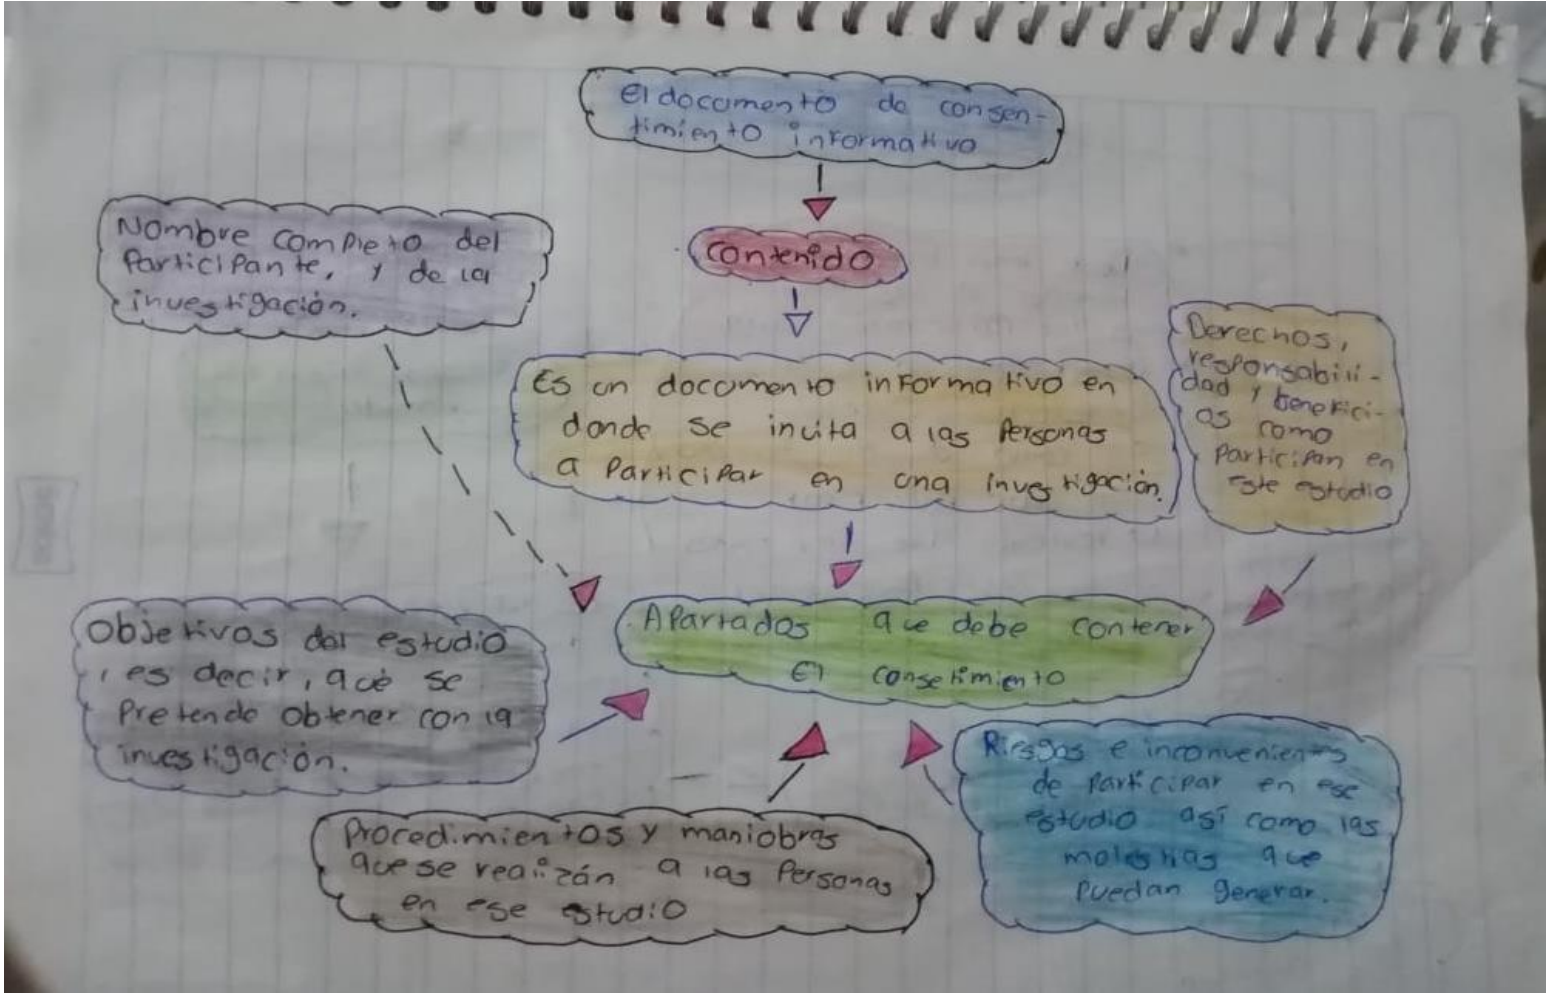 El documento de consen-
timiento informativo
Contenido
Nombre completo del
Participante, y de la
investigación.
Es un documento informativo en
donde se incita a las Personas
a Participar en una investigación.
Derechos,
responsabili-
dad y benefici-
os como
Participan en
este estudio
Apartados que debe contener
El consetimiento
Objetivos del estudio
, es decir, qué se
Pretende obtener con la
investigación.
Procedimientos y maniobras
que se realizán a las Personas
en ese estudio
Riesgos e inconvenientes
de Participar en ese
estudio así como las
molestias que
Puedan generar.